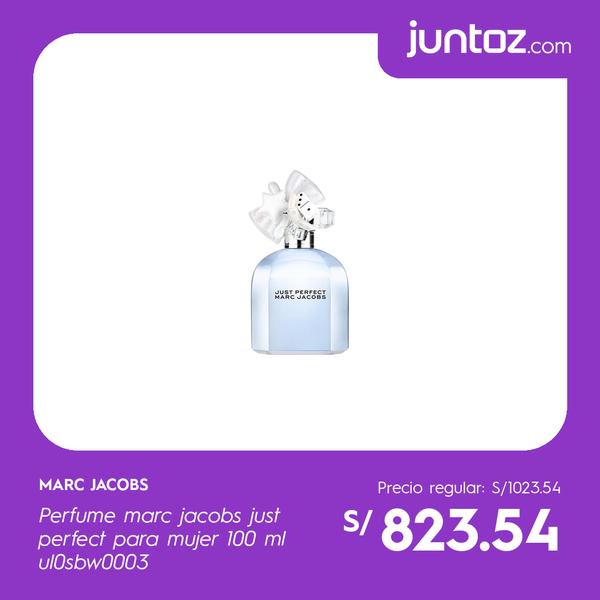 juntoz.com
JUST PERFECT
MARC JACOBS
MARC JACOBS
Perfume marc jacobs just
perfect para mujer 100 ml
ul0sbw0003
Precio regular: S/1023.54
S/ 823.54